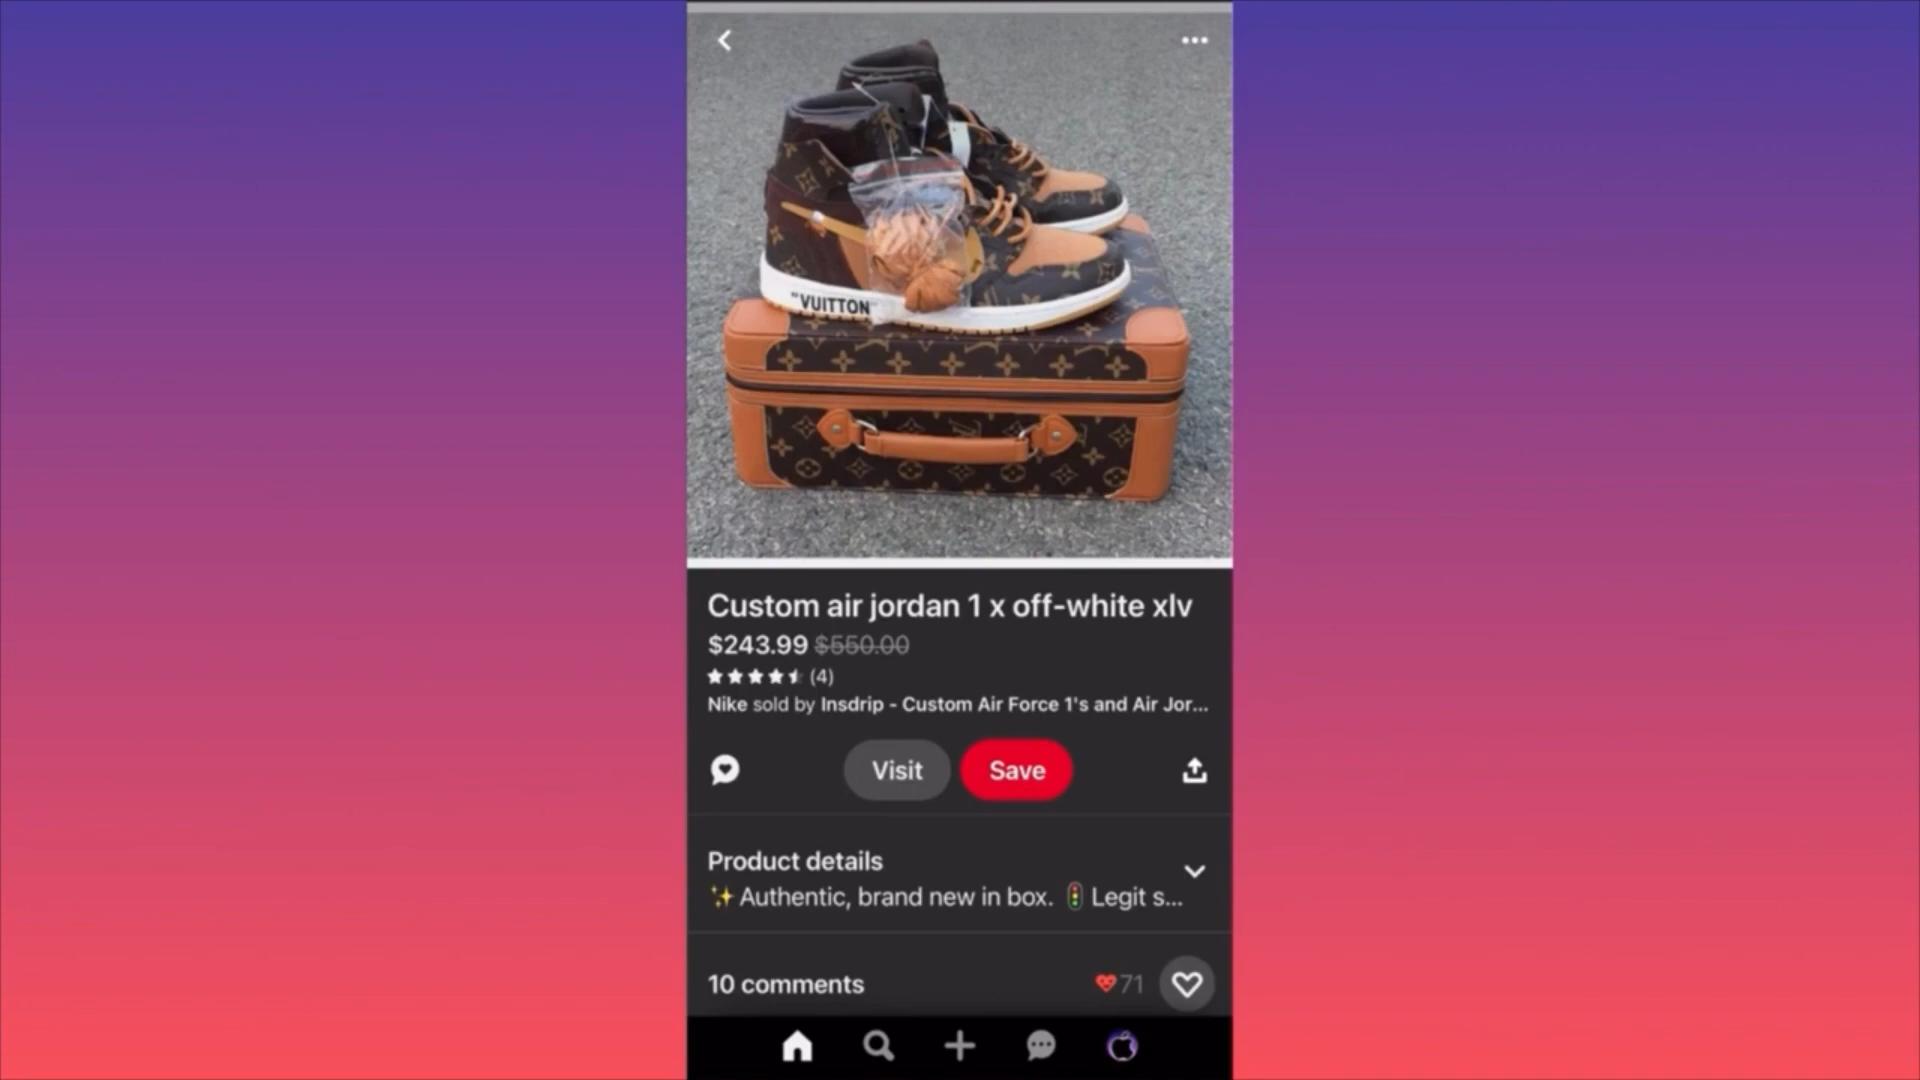 "VUITTON"
Custom air jordan 1 x off-white xlv
$243.99 $550.00
(4)
Nike sold by Insdrip - Custom Air Force 1's and Air Jor...
Visit Save
Product details
✨ Authentic, brand new in box. 🚦 Legit s...
10 comments 71